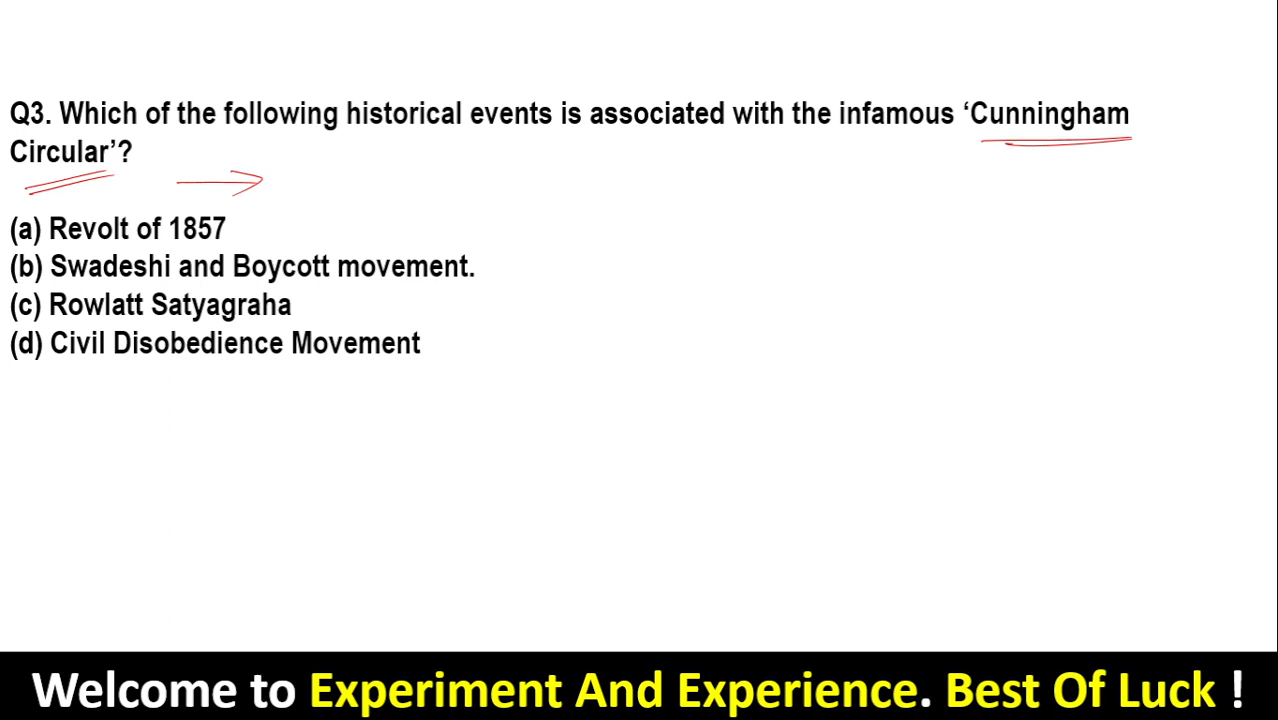 Q3. Which of the following historical events is associated with the infamous ‘Cunningham
Circular’?
(a) Revolt of 1857
(b) Swadeshi and Boycott movement.
(c) Rowlatt Satyagraha
(d) Civil Disobedience Movement
Welcome to Experiment And Experience. Best Of Luck !